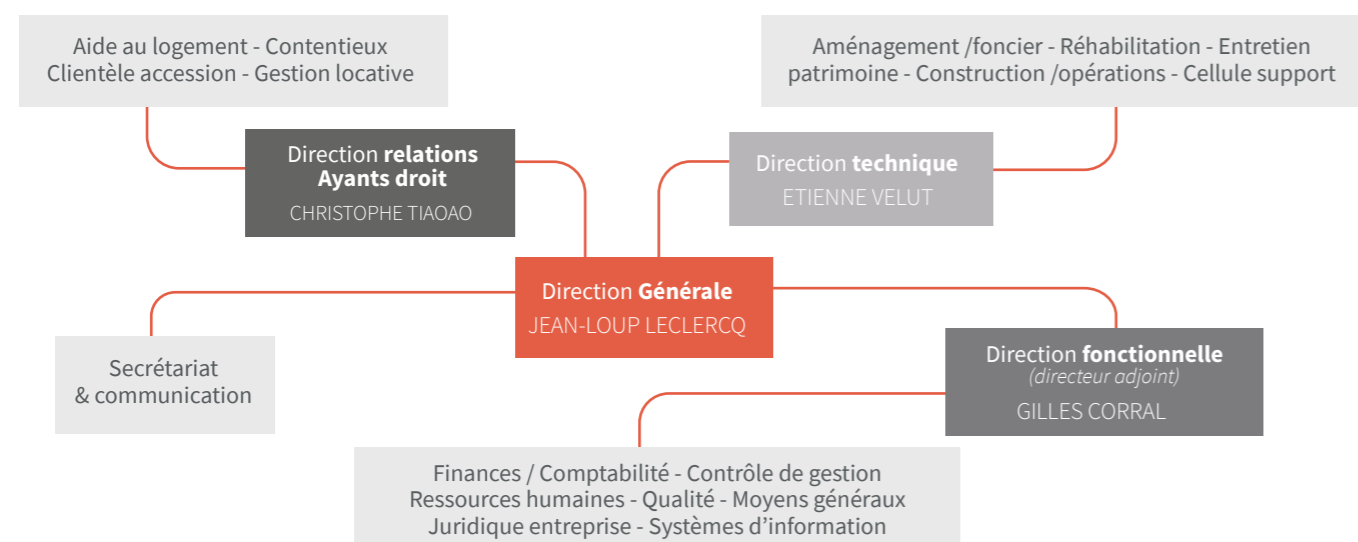 Aide au logement - Contentieux
Clientèle accession - Gestion locative
Aménagement /foncier - Réhabilitation - Entretien
patrimoine - Construction /opérations - Cellule support
Direction relations
Ayants droit
CHRISTOPHE TIAOAO
Direction technique
ETIENNE VELUT
Direction Générale
JEAN-LOUP LECLERCQ
Secrétariat
& communication
Direction fonctionnelle
(directeur adjoint)
GILLES CORRAL
Finances / Comptabilité - Contrôle de gestion
Ressources humaines - Qualité - Moyens généraux
Juridique entreprise - Systèmes d’information